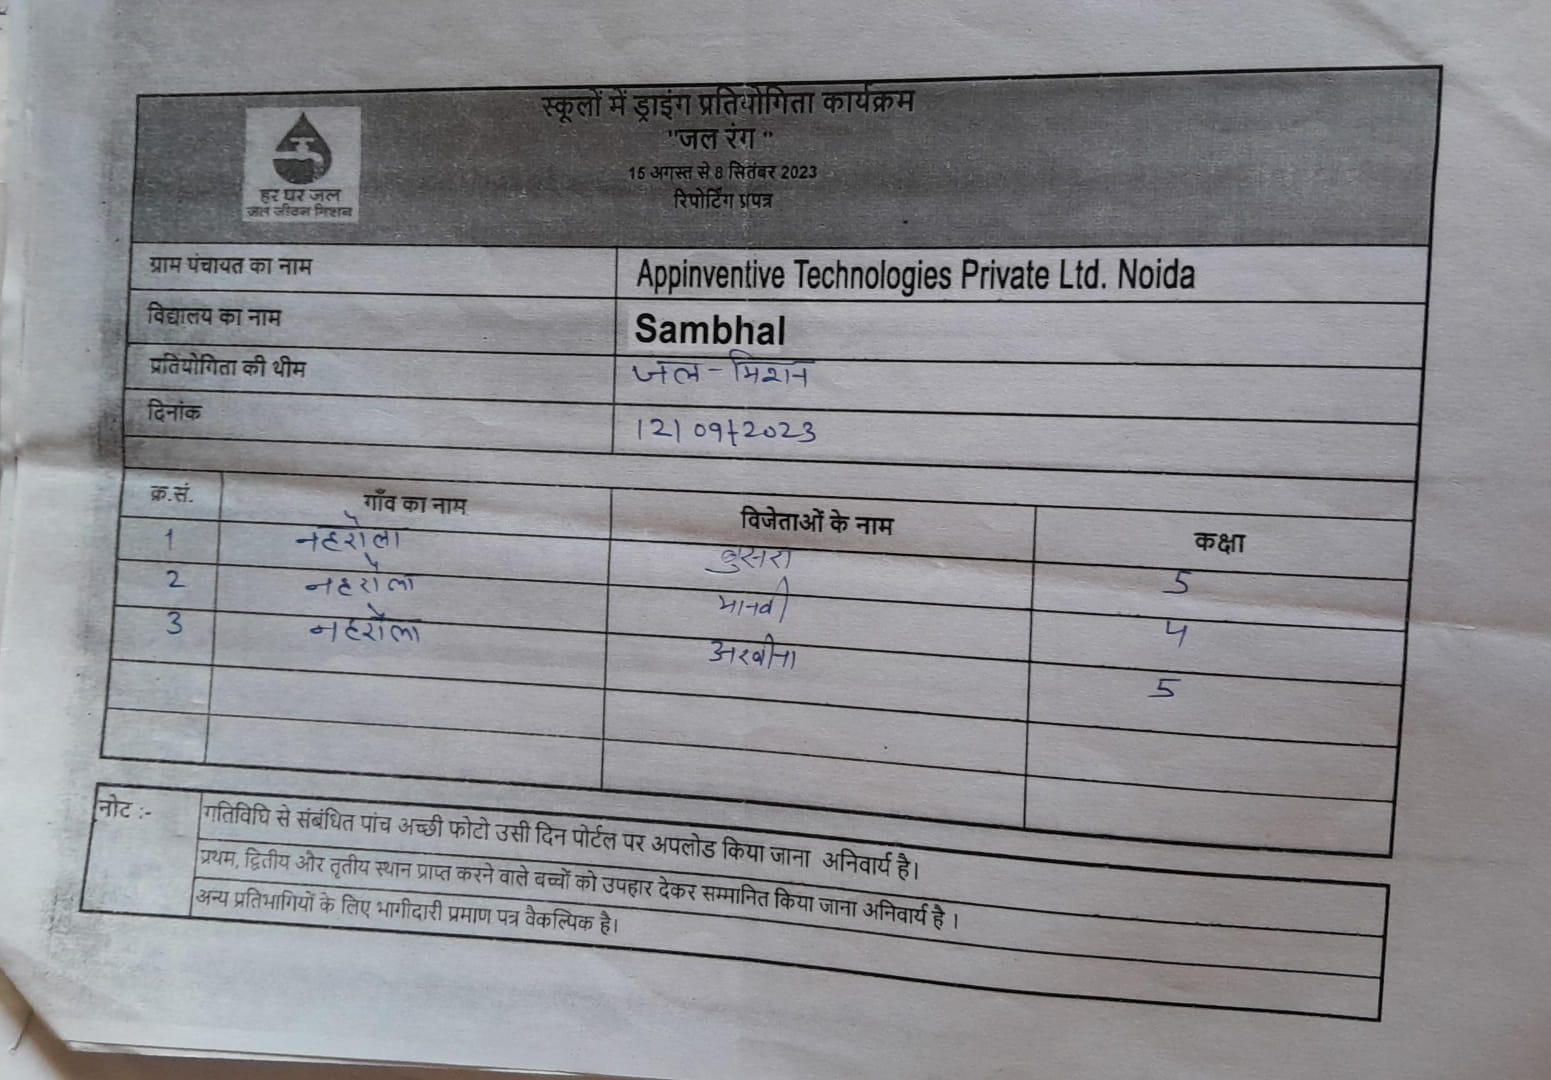 स्कूलों में ड्राइंग प्रतियोगिता कार्यक्रम
"जल रंग"
15 अगस्त से 8 सितंबर 2023
रिपोर्टिंग प्रपत्र
हर घर जल
जल जीवन मिशन
ग्राम पंचायत का नाम Appinventive Technologies Private Ltd. Noida
विद्यालय का नाम Sambhal
प्रतियोगिता की थीम जल-मिशन
दिनांक 12/09/2023
क्र.सं. गाँव का नाम विजेताओं के नाम कक्षा
1 नहरौला बुसरा 5
2 नहरौला मानवी 4
3 नहरौला अरबीना 5
नोट :- गतिविधि से संबंधित पांच अच्छी फोटो उसी दिन पोर्टल पर अपलोड किया जाना अनिवार्य है।
प्रथम, द्वितीय और तृतीय स्थान प्राप्त करने वाले बच्चों को उपहार देकर सम्मानित किया जाना अनिवार्य है ।
अन्य प्रतिभागियों के लिए भागीदारी प्रमाण पत्र वैकल्पिक है।